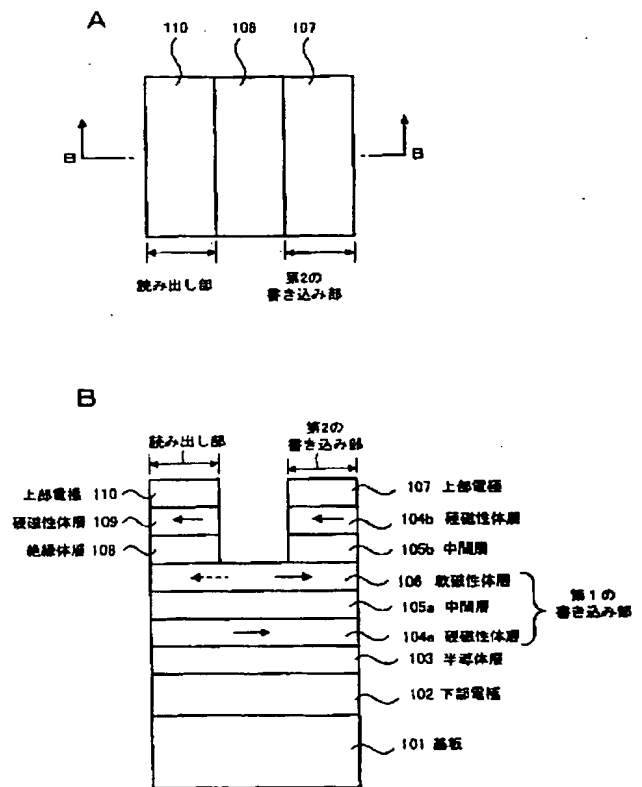 A
110 106 107
B B
読み出し部 第2の
書き込み部
B
読み出し部 第2の
書き込み部
上部電極 110
硬磁性体層 109
絶縁体層 108
107 上部電極
104b 硬磁性体層
105b 中間層
106 軟磁性体層
105a 中間層
104a 硬磁性体層
第1の
書き込み部
103 半導体層
102 下部電極
101 基板